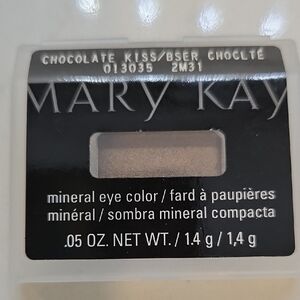 CHOCOLATE KISS/BSER CHOCLTÉ
013035 2M31
MARY KAY
mineral eye color / fard à paupières
minéral / sombra mineral compacta
.05 OZ. NET WT. / 1.4 g / 1,4 g